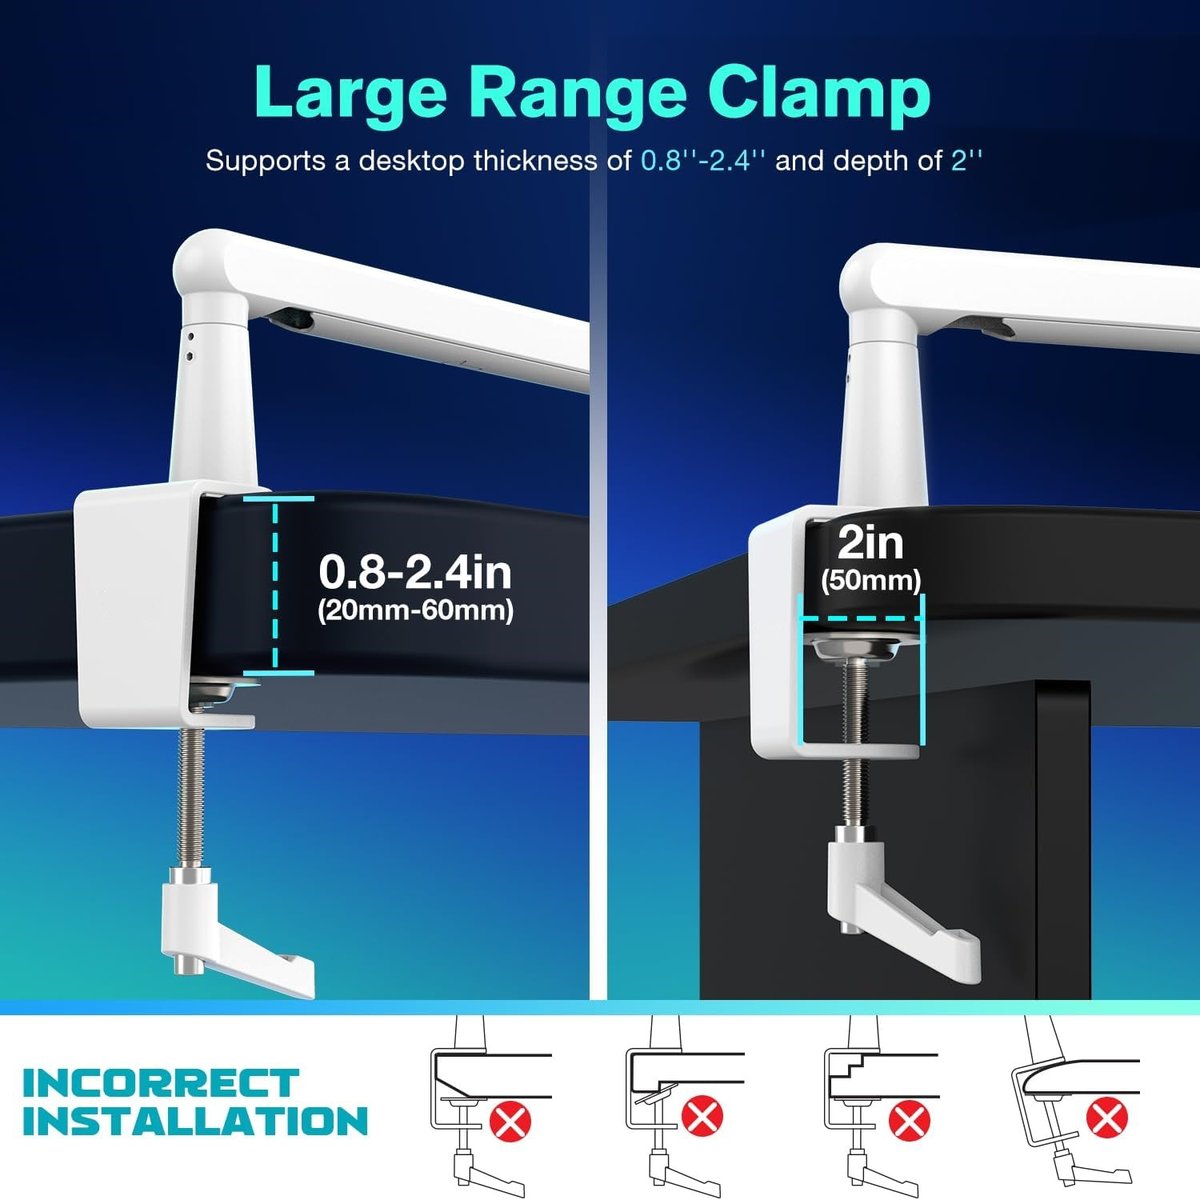 Large Range Clamp
Supports a desktop thickness of 0.8''-2.4'' and depth of 2''
0.8-2.4in
(20mm-60mm)
2in
(50mm)
INCORRECT
INSTALLATION